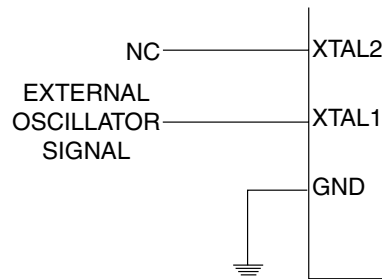 NC
XTAL2
EXTERNAL
OSCILLATOR
SIGNAL
XTAL1
GND